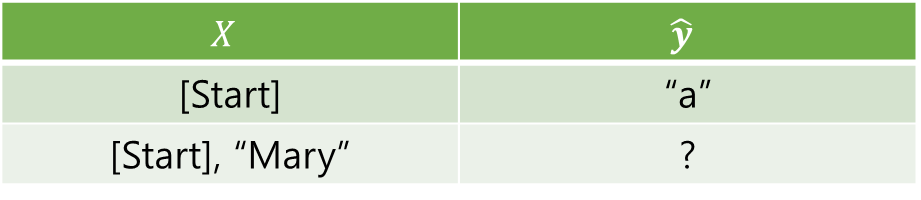 X ŷ
[Start] “a”
[Start], “Mary” ?